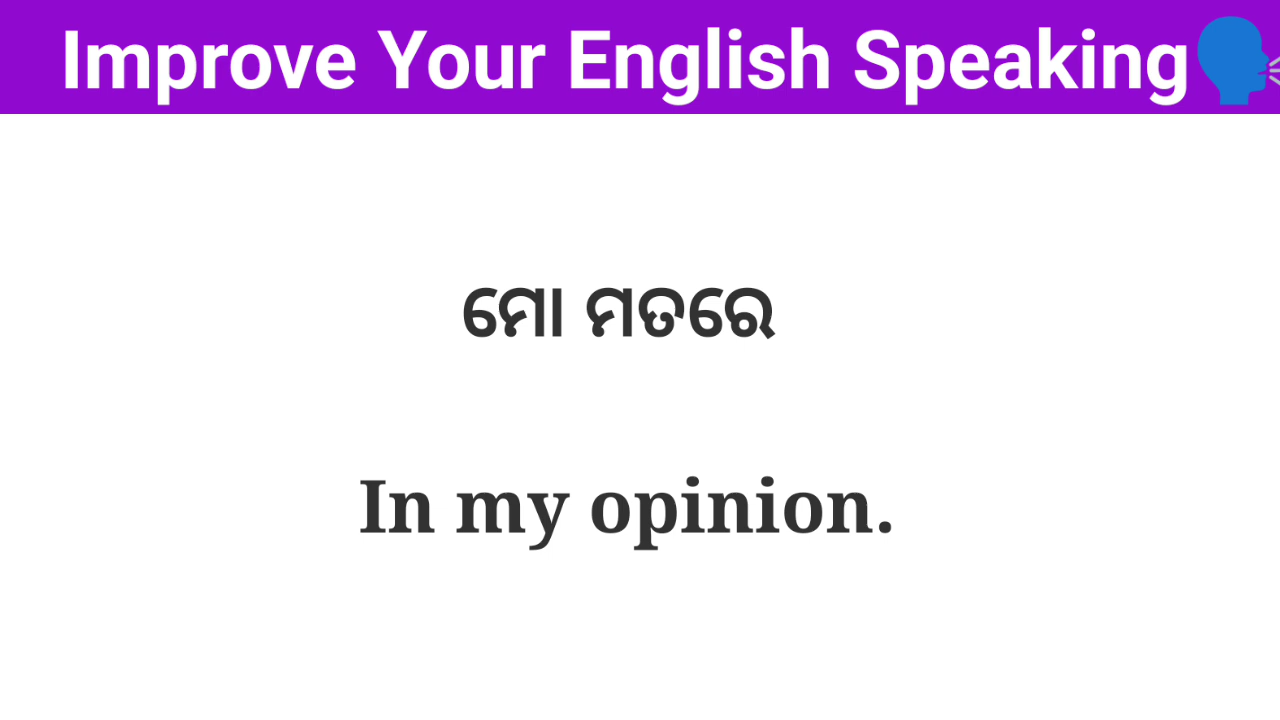 Improve Your English Speaking🗣
ମୋ ମତରେ
In my opinion.